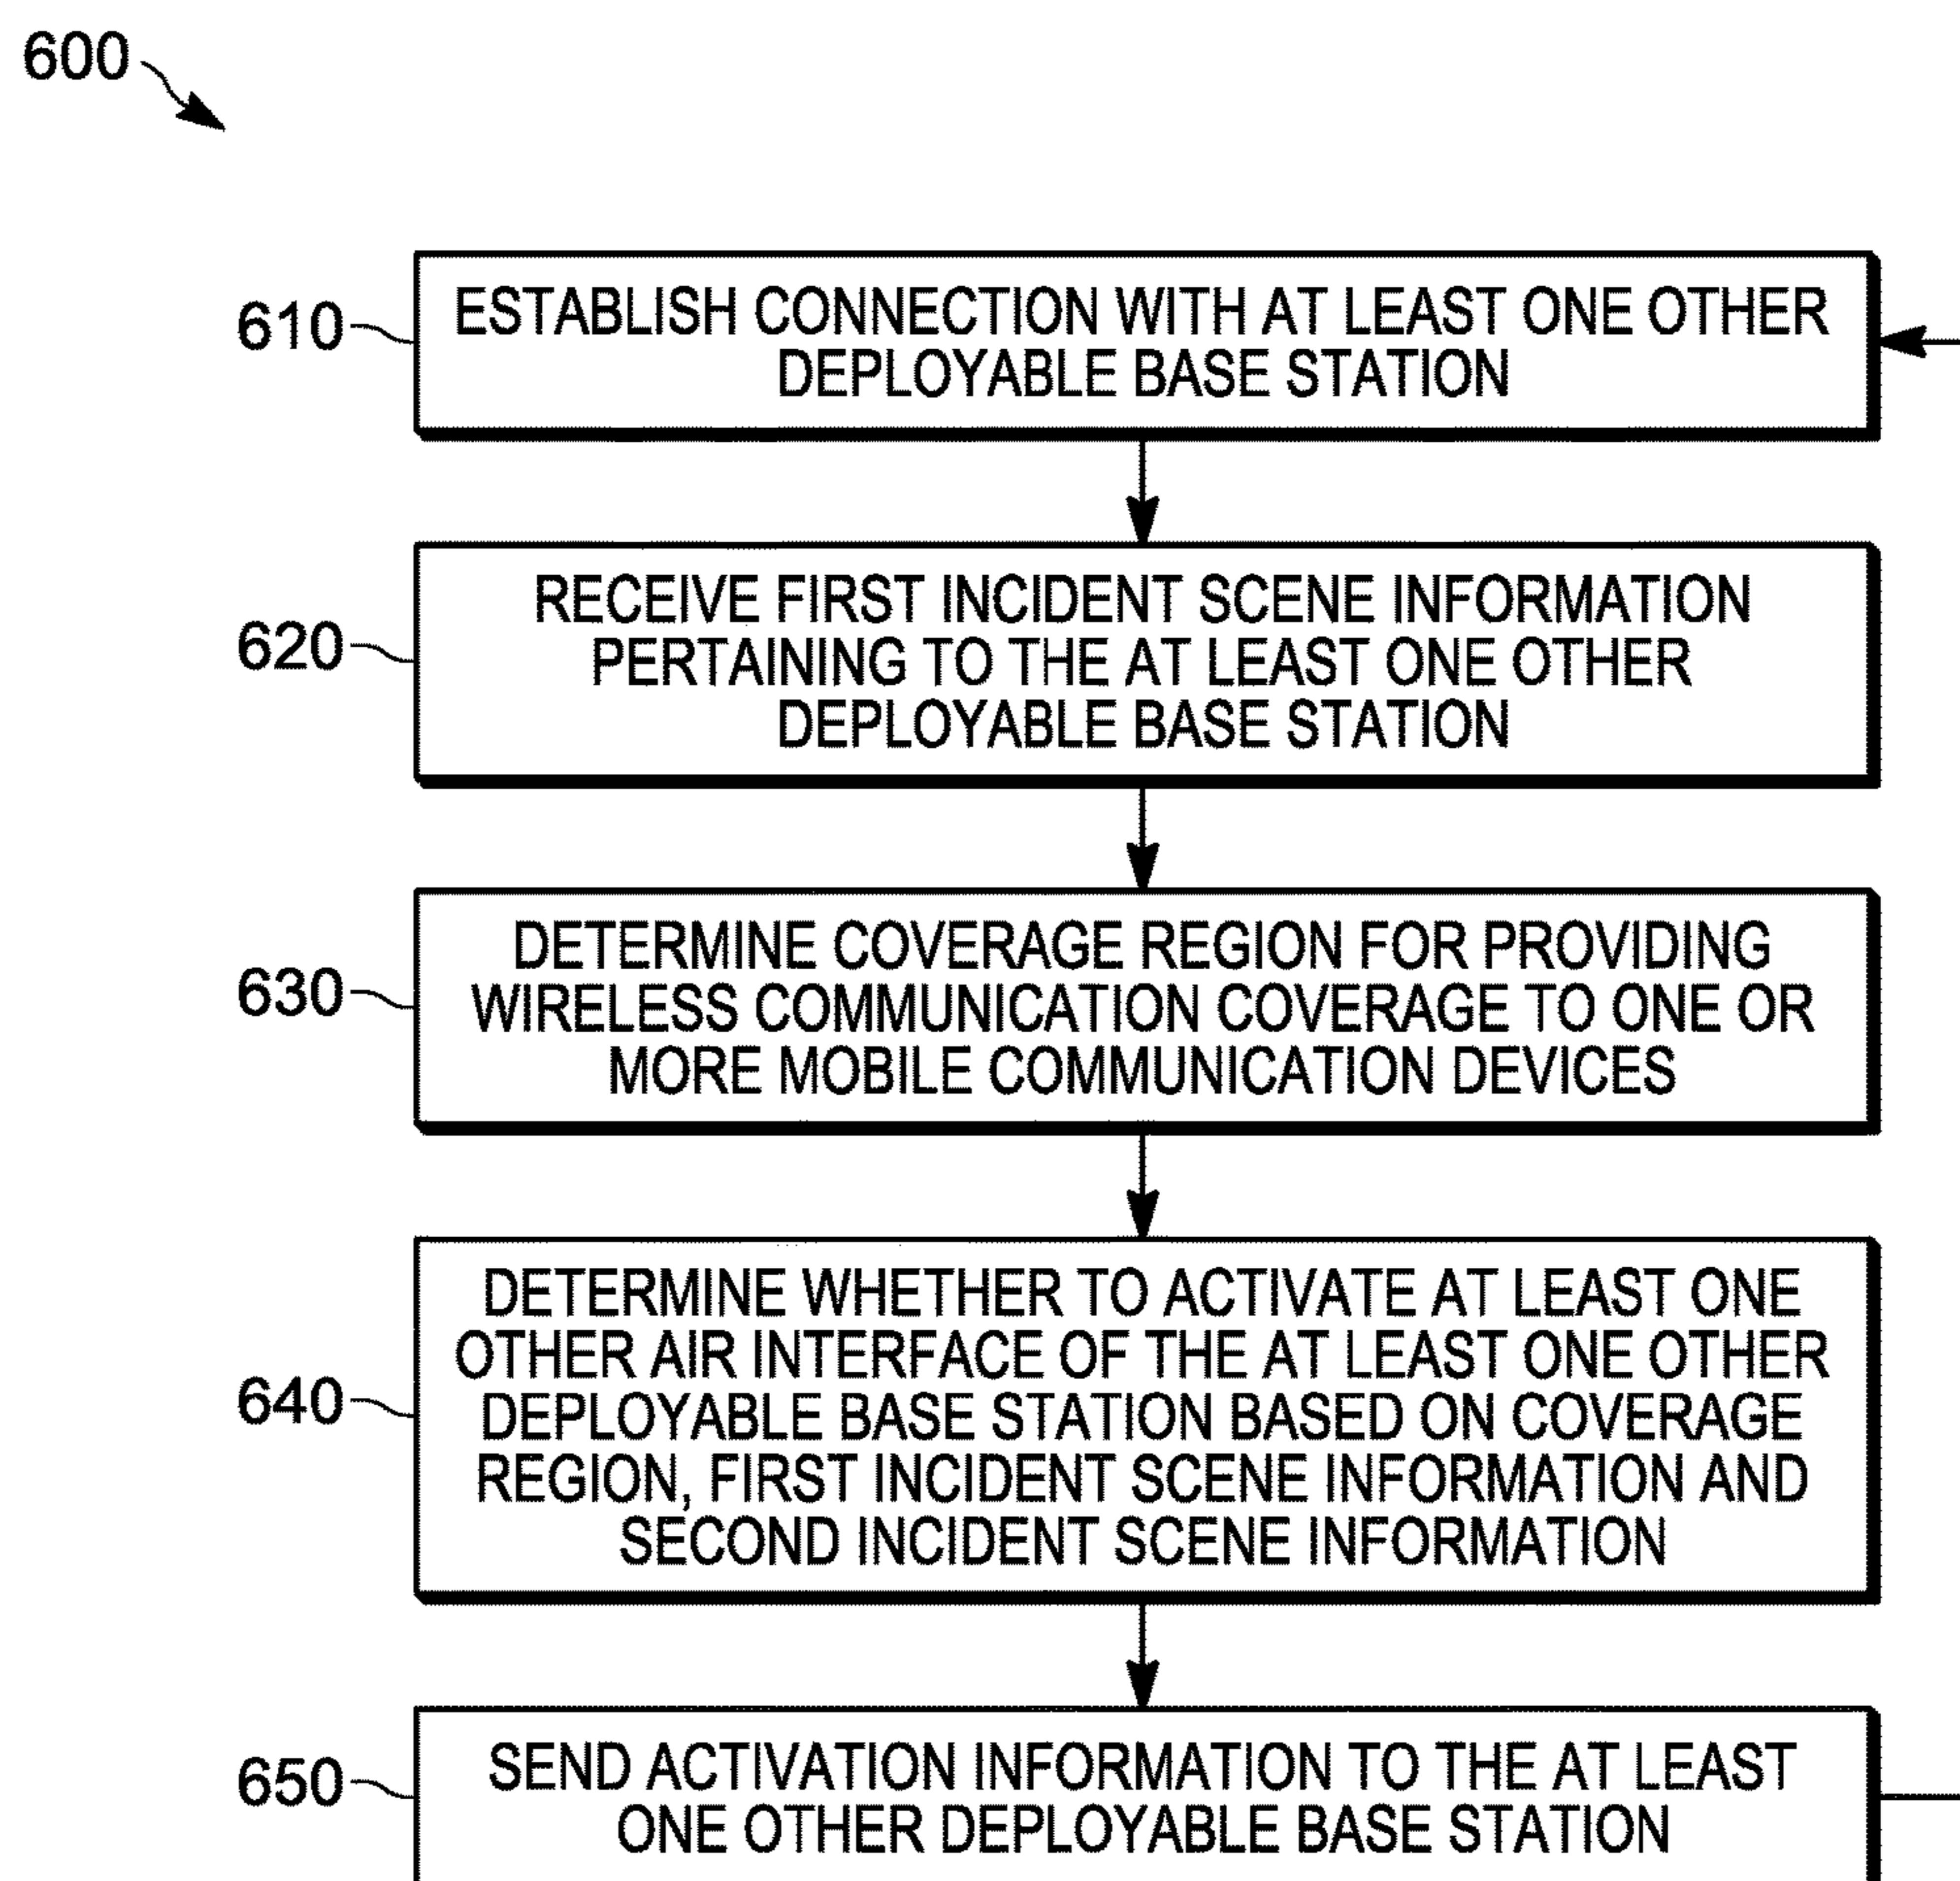 600
610
ESTABLISH CONNECTION WITH AT LEAST ONE OTHER
DEPLOYABLE BASE STATION
620
RECEIVE FIRST INCIDENT SCENE INFORMATION
PERTAINING TO THE AT LEAST ONE OTHER
DEPLOYABLE BASE STATION
630
DETERMINE COVERAGE REGION FOR PROVIDING
WIRELESS COMMUNICATION COVERAGE TO ONE OR
MORE MOBILE COMMUNICATION DEVICES
640
DETERMINE WHETHER TO ACTIVATE AT LEAST ONE
OTHER AIR INTERFACE OF THE AT LEAST ONE OTHER
DEPLOYABLE BASE STATION BASED ON COVERAGE
REGION, FIRST INCIDENT SCENE INFORMATION AND
SECOND INCIDENT SCENE INFORMATION
650
SEND ACTIVATION INFORMATION TO THE AT LEAST
ONE OTHER DEPLOYABLE BASE STATION